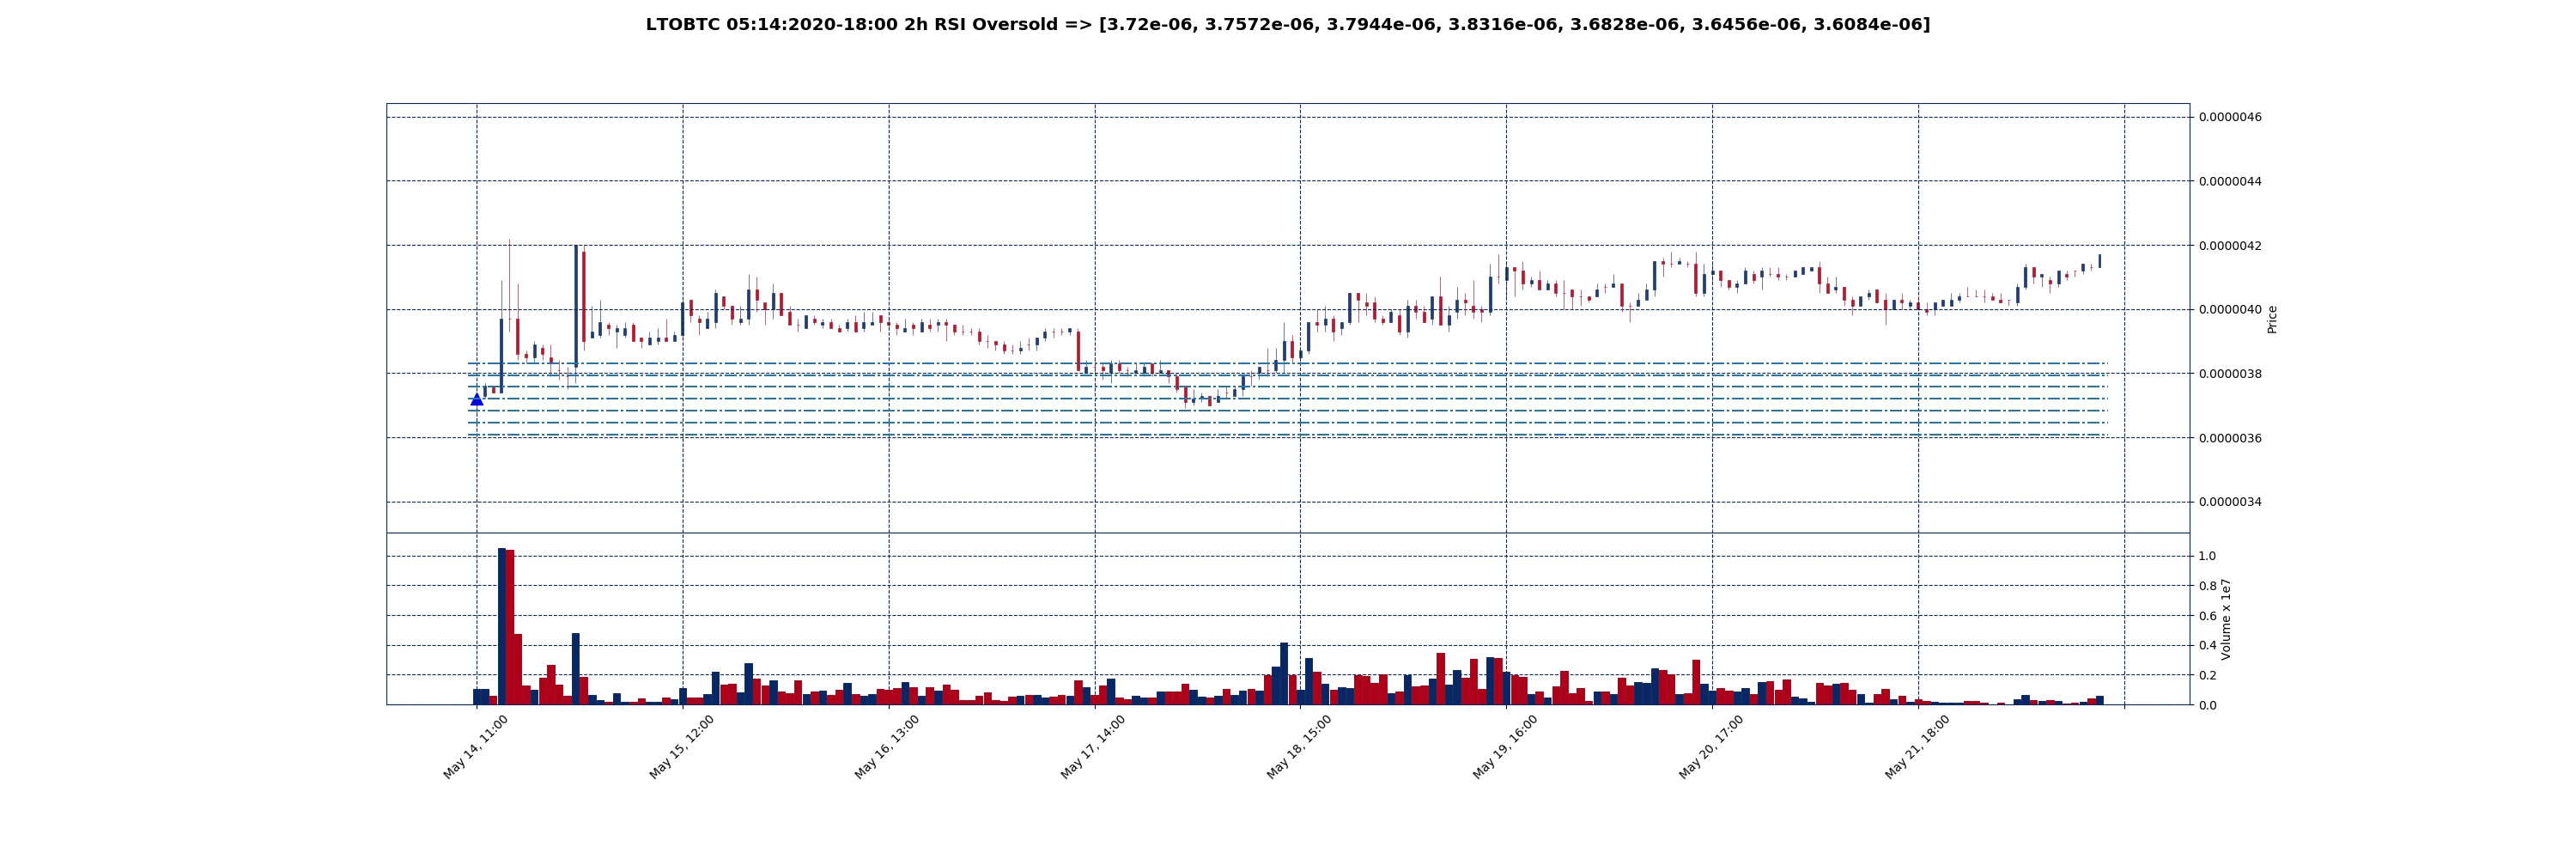 LTOBTC 05:14:2020-18:00 2h RSI Oversold => [3.72e-06, 3.7572e-06, 3.7944e-06, 3.8316e-06, 3.6828e-06, 3.6456e-06, 3.6084e-06]
0.0000046
0.0000044
0.0000042
0.0000040
0.0000038
0.0000036
0.0000034
Price
1.0
0.8
0.6
0.4
0.2
0.0
Volume x 1e7
May 14, 11:00
May 15, 12:00
May 16, 13:00
May 17, 14:00
May 18, 15:00
May 19, 16:00
May 20, 17:00
May 21, 18:00